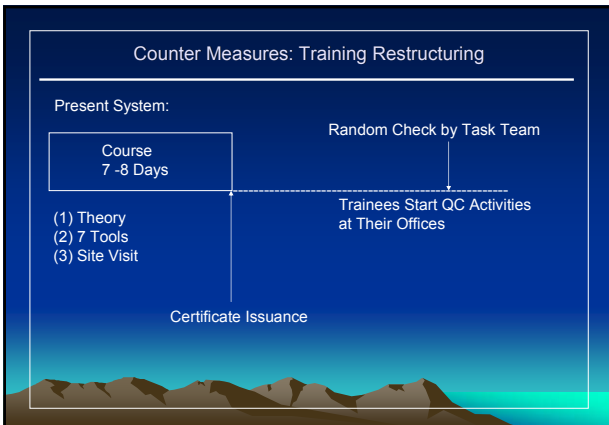 Counter Measures: Training Restructuring
Present System:
Random Check by Task Team
Course
7 -8 Days
Trainees Start QC Activities
at Their Offices
(1) Theory
(2) 7 Tools
(3) Site Visit
Certificate Issuance